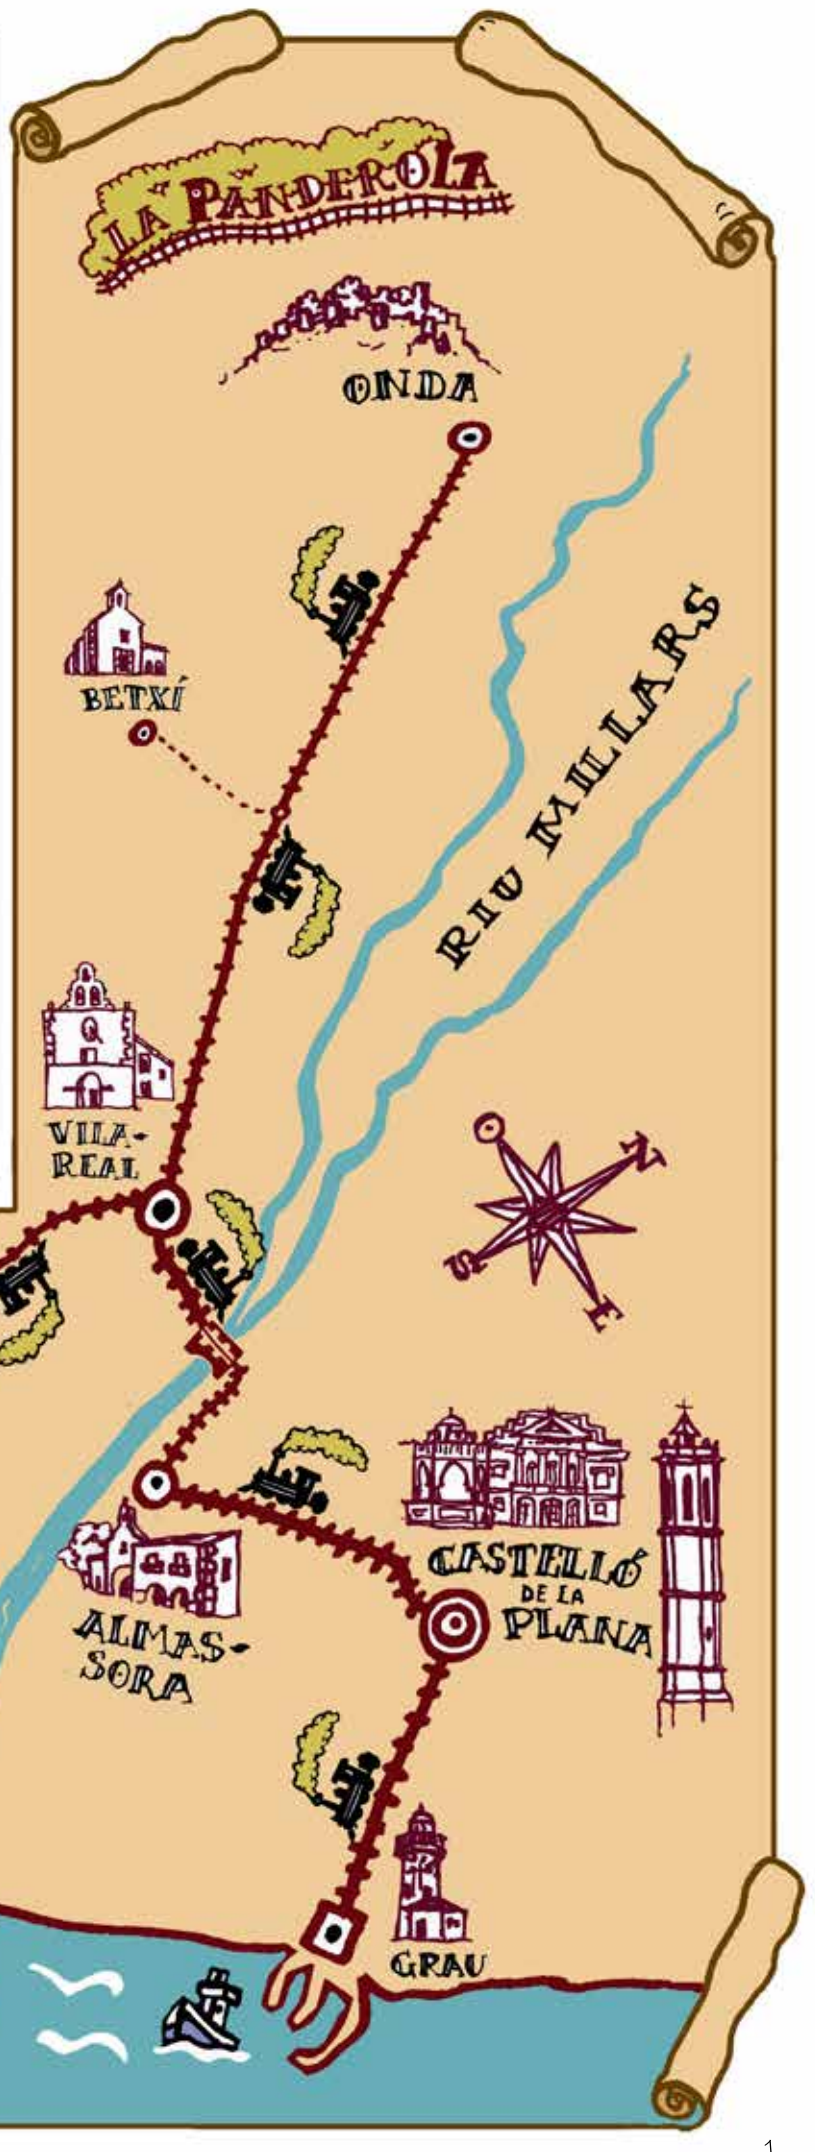 LA PANDEROLA
ONDA
BETXÍ
RIU MILLARS
VILA-
REAL
O
N
S
E
CASTELLÓ
DE LA
PLANA
ALMAS-
SORA
GRAU
1